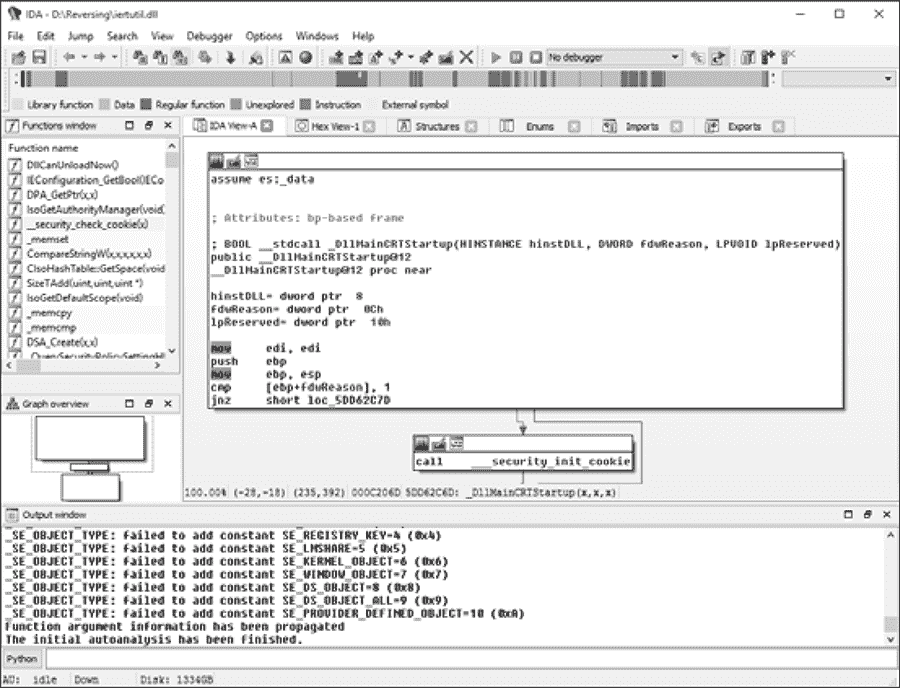 IDA - D:\Reversing\iertutil.dll
File Edit Jump Search View Debugger Options Windows Help
No debugger
Library function Data Regular function Unexplored Instruction External symbol
Functions window
IDA View-A Hex View-1 Structures Enums Imports Exports
Function name
DllCanUnloadNow()
IEConfiguration_GetBool(IECo
DPA_GetPtr(x,x)
IsoGetAuthorityManager(void)
__security_check_cookie(x)
_memset
CompareStringW(x,x,x,x,x,x)
CIsoHashTable::GetSpace(void
SizeTAdd(uint,uint,uint *)
IsoGetDefaultScope(void)
_memcpy
_memcmp
DSA_Create(x,x)
assume es:_data
; Attributes: bp-based frame
; BOOL __stdcall _DllMainCRTStartup(HINSTANCE hinstDLL, DWORD fdwReason, LPVOID lpReserved)
public __DllMainCRTStartup@12
__DllMainCRTStartup@12 proc near
hinstDLL= dword ptr 8
fdwReason= dword ptr 0Ch
lpReserved= dword ptr 10h
mov edi, edi
push ebp
mov ebp, esp
cmp [ebp+fdwReason], 1
jnz short loc_5DD62C7D
call ___security_init_cookie
Graph overview
100.00% (-28,-18) (235,392) 000C206D 5DD62C6D: _DllMainCRTStartup(x,x,x)
Output window
_SE_OBJECT_TYPE: failed to add constant SE_REGISTRY_KEY=4 (0x4)
_SE_OBJECT_TYPE: failed to add constant SE_LMSHARE=5 (0x5)
_SE_OBJECT_TYPE: failed to add constant SE_KERNEL_OBJECT=6 (0x6)
_SE_OBJECT_TYPE: failed to add constant SE_WINDOW_OBJECT=7 (0x7)
_SE_OBJECT_TYPE: failed to add constant SE_DS_OBJECT=8 (0x8)
_SE_OBJECT_TYPE: failed to add constant SE_DS_OBJECT_ALL=9 (0x9)
_SE_OBJECT_TYPE: failed to add constant SE_PROVIDER_DEFINED_OBJECT=10 (0xA)
Function argument information has been propagated
The initial autoanalysis has been finished.
Python
AU: idle Down Disk: 1334GB